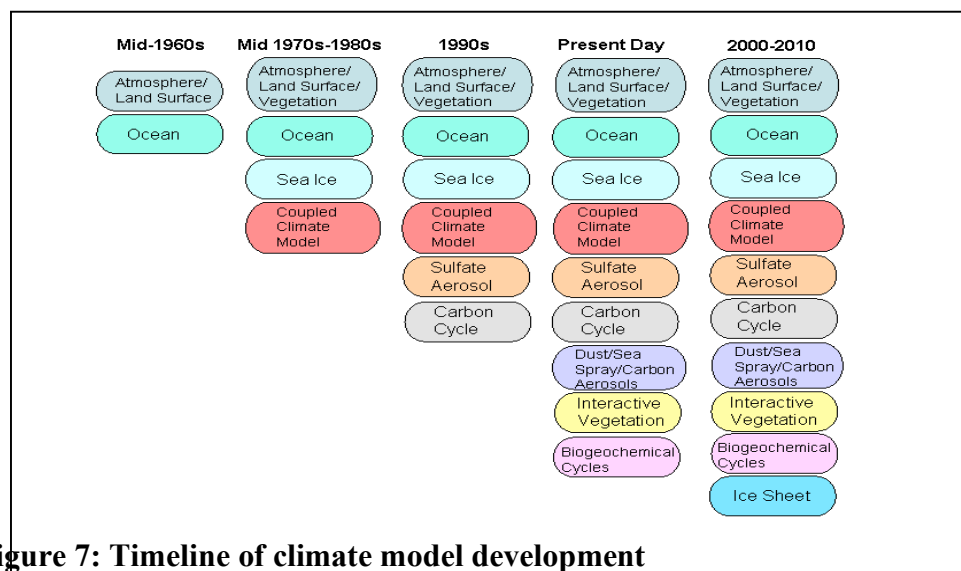 Mid-1960s
Atmosphere/
Land Surface
Ocean
Mid 1970s-1980s
Atmosphere/
Land Surface/
Vegetation
Ocean
Sea Ice
Coupled
Climate
Model
1990s
Atmosphere/
Land Surface/
Vegetation
Ocean
Sea Ice
Coupled
Climate
Model
Sulfate
Aerosol
Carbon
Cycle
Present Day
Atmosphere/
Land Surface/
Vegetation
Ocean
Sea Ice
Coupled
Climate
Model
Sulfate
Aerosol
Carbon
Cycle
Dust/Sea
Spray/Carbon
Aerosols
Interactive
Vegetation
Biogeochemical
Cycles
2000-2010
Atmosphere/
Land Surface/
Vegetation
Ocean
Sea Ice
Coupled
Climate
Model
Sulfate
Aerosol
Carbon
Cycle
Dust/Sea
Spray/Carbon
Aerosols
Interactive
Vegetation
Biogeochemical
Cycles
Ice Sheet
igure 7: Timeline of climate model development